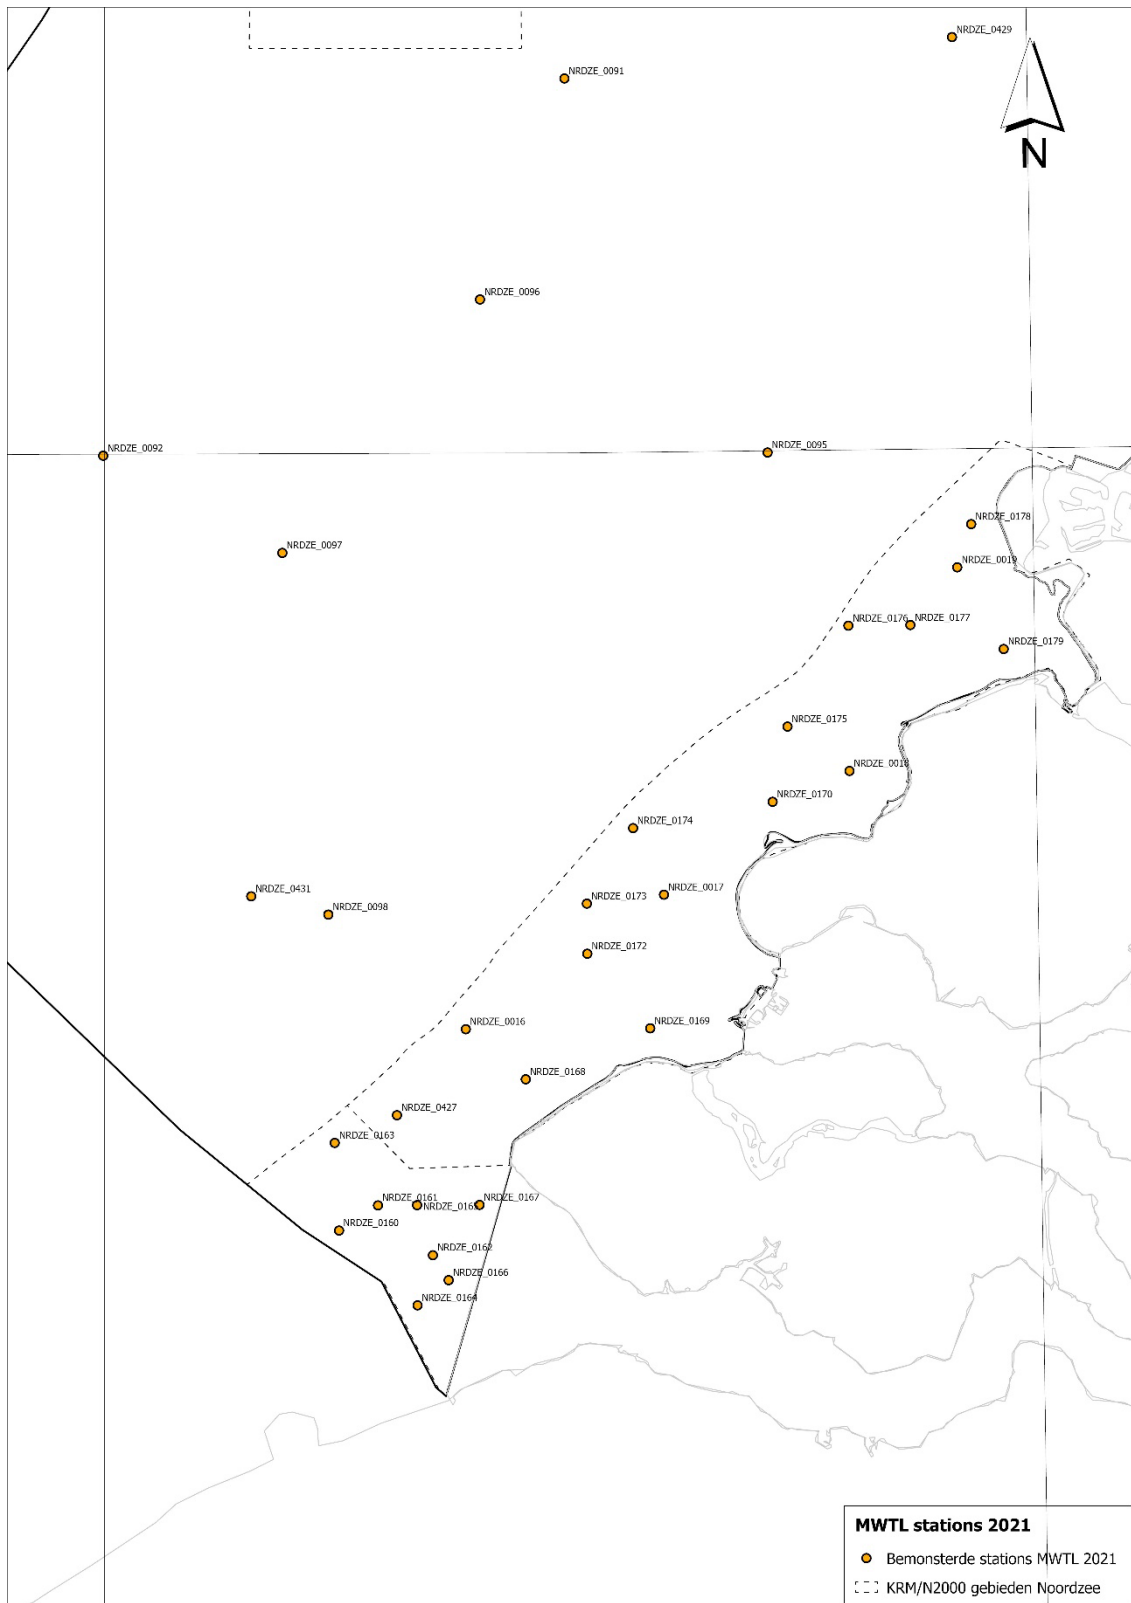 NRDZE_0429
NRDZE_0091
N
NRDZE_0096
NRDZE_0092
NRDZE_0095
NRDZE_0178
NRDZE_0097
NRDZE_0019
NRDZE_0176
NRDZE_0177
NRDZE_0179
NRDZE_0175
NRDZE_0018
NRDZE_0170
NRDZE_0174
NRDZE_0431
NRDZE_0017
NRDZE_0173
NRDZE_0098
NRDZE_0172
NRDZE_0016
NRDZE_0169
NRDZE_0168
NRDZE_0427
NRDZE_0163
NRDZE_0161
NRDZE_0165
NRDZE_0167
NRDZE_0160
NRDZE_0162
NRDZE_0166
NRDZE_0164
MWTL stations 2021
Bemonsterde stations MWTL 2021
KRM/N2000 gebieden Noordzee